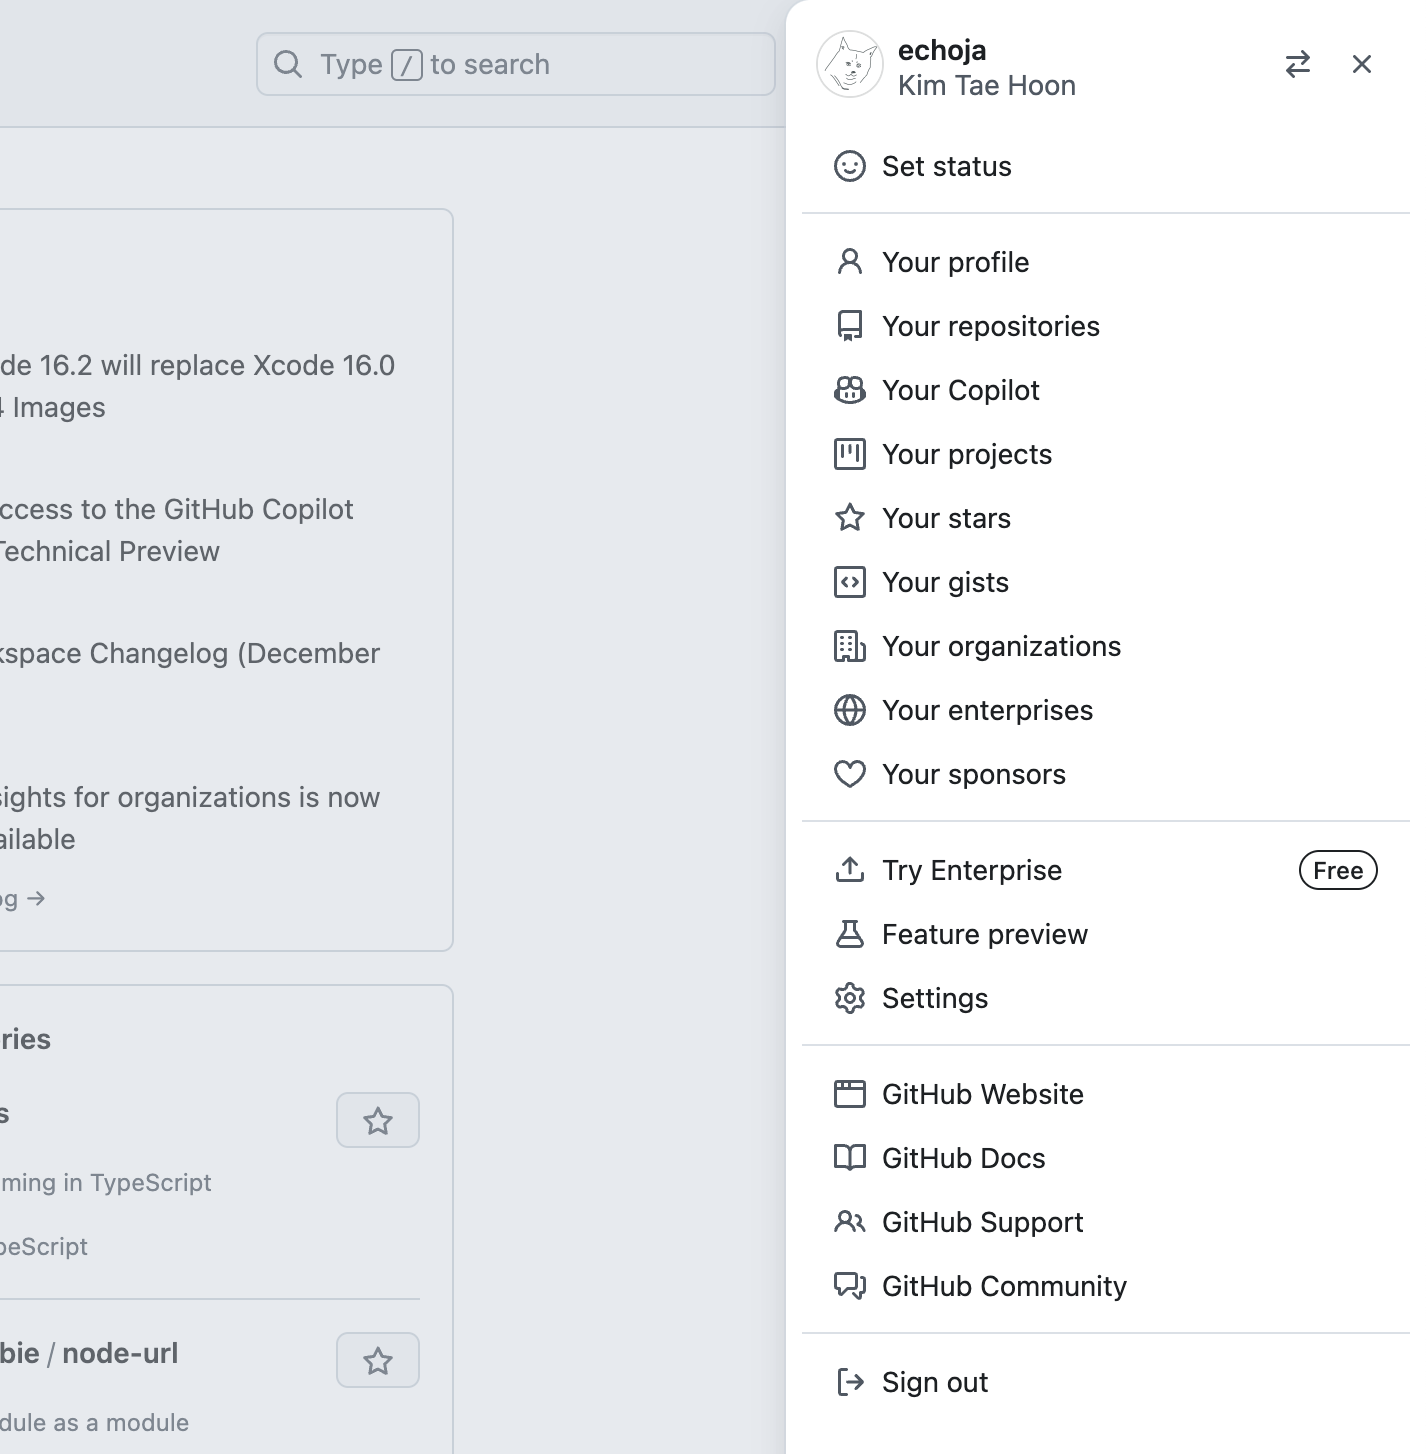 Type / to search
de 16.2 will replace Xcode 16.0
4 Images
ccess to the GitHub Copilot
Technical Preview
kspace Changelog (December
sights for organizations is now
ailable
og →
ries
s
ming in TypeScript
peScript
bie / node-url
dule as a module
echoja
Kim Tae Hoon
Set status
Your profile
Your repositories
Your Copilot
Your projects
Your stars
Your gists
Your organizations
Your enterprises
Your sponsors
Try Enterprise Free
Feature preview
Settings
GitHub Website
GitHub Docs
GitHub Support
GitHub Community
Sign out